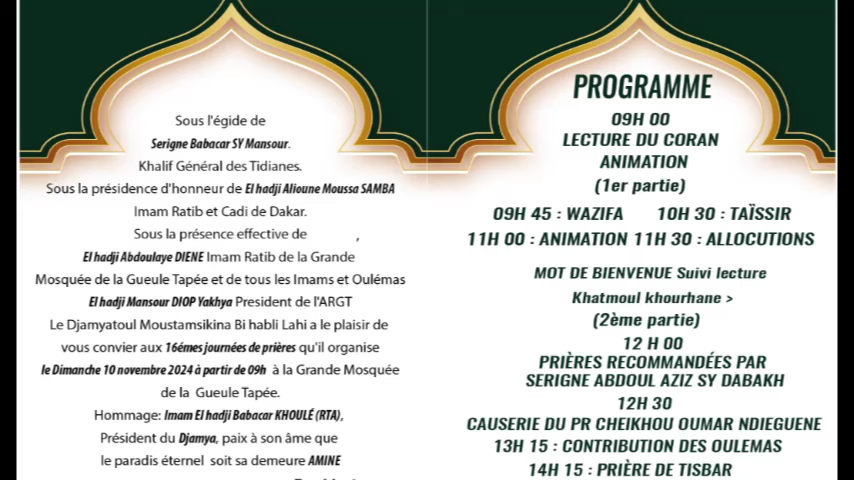 Sous l'égide de
Serigne Babacar SY Mansour.
Khalif Général des Tidianes.
Sous la présidence d'honneur de El hadji Alioune Moussa SAMBA
Imam Ratib et Cadi de Dakar.
Sous la présence effective de ,
El hadji Abdoulaye DIENE Imam Ratib de la Grande
Mosquée de la Gueule Tapée et de tous les Imams et Oulémas
El hadji Mansour DIOP Yakhya President de l'ARGT
Le Djamyatoul Moustamsikina Bi habli Lahi a le plaisir de
vous convier aux 16émes journées de prières qu'il organise
le Dimanche 10 novembre 2024 à partir de 09h à la Grande Mosquée
de la Gueule Tapée.
Hommage: Imam El hadji Babacar KHOULÉ (RTA),
Président du Djamya, paix à son âme que
le paradis éternel soit sa demeure AMINE
PROGRAMME
09H 00
LECTURE DU CORAN
ANIMATION
(1er partie)
09H 45 : WAZIFA 10H 30 : TAÏSSIR
11H 00 : ANIMATION 11H 30 : ALLOCUTIONS
MOT DE BIENVENUE Suivi lecture
Khatmoul khourhane >
(2ème partie)
12 H 00
PRIÈRES RECOMMANDÉES PAR
SERIGNE ABDOUL AZIZ SY DABAKH
12H 30
CAUSERIE DU PR CHEIKHOU OUMAR NDIEGUENE
13H 15 : CONTRIBUTION DES OULEMAS
14H 15 : PRIÈRE DE TISBAR